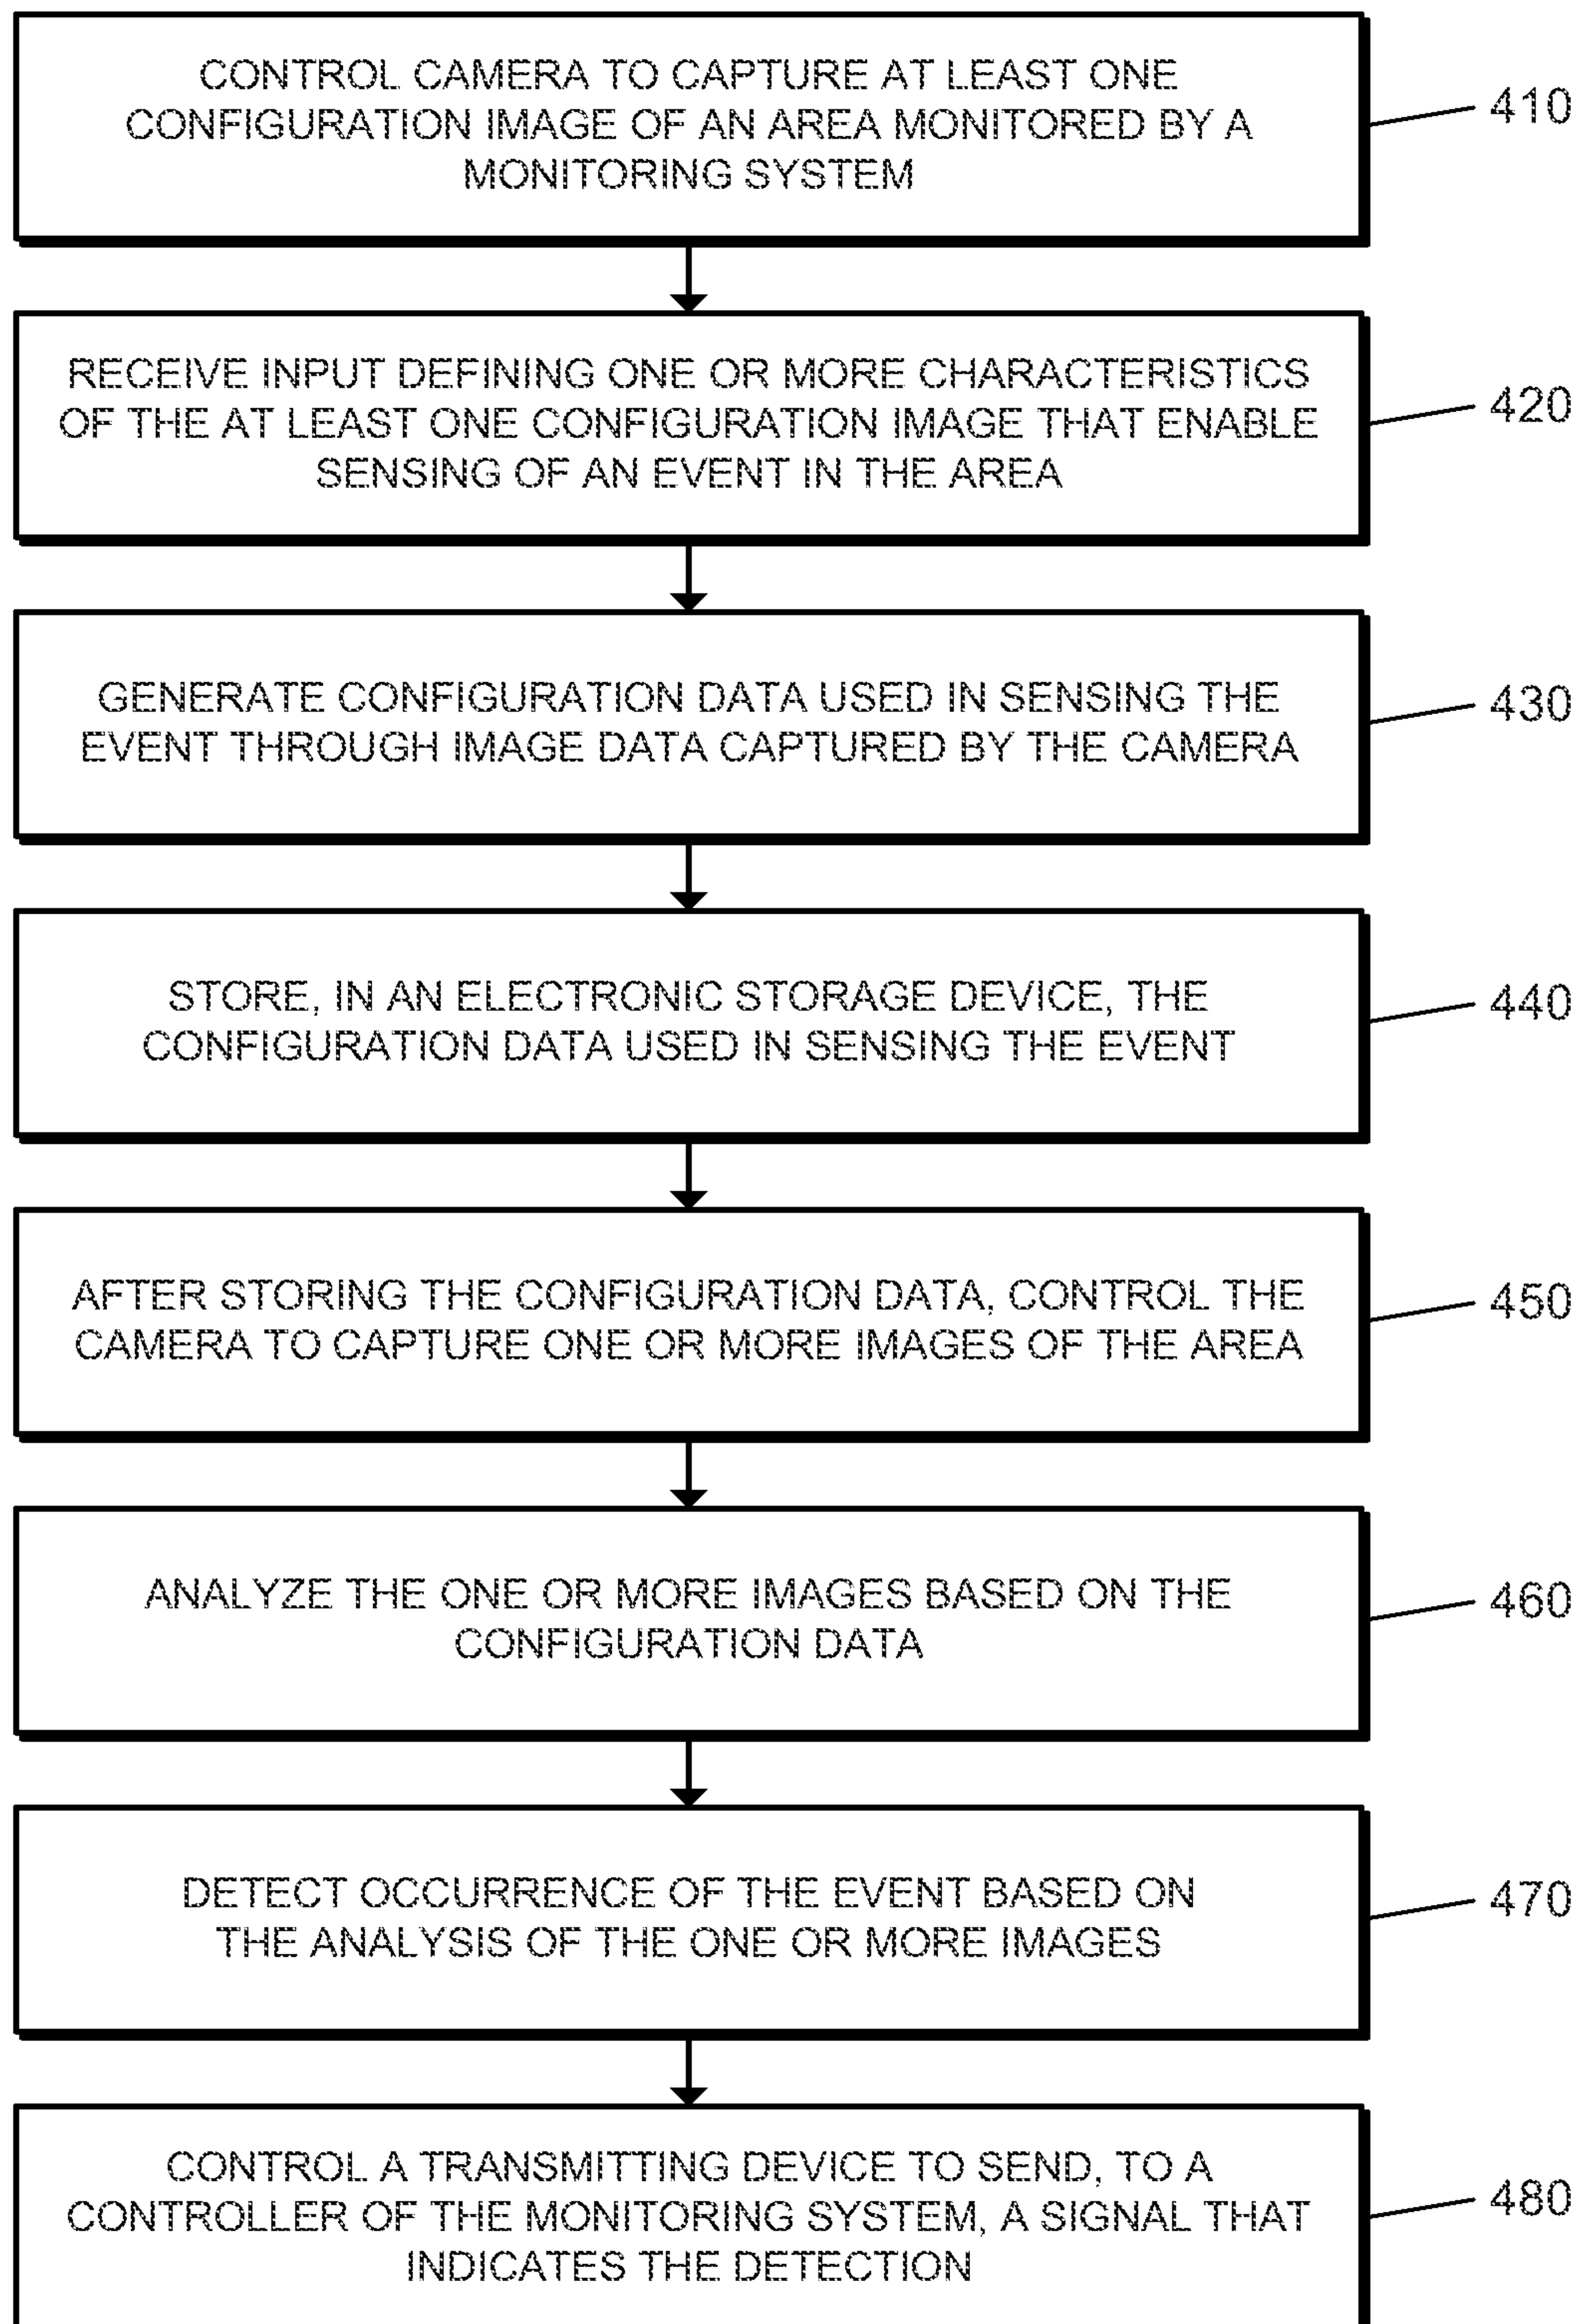 CONTROL CAMERA TO CAPTURE AT LEAST ONE
CONFIGURATION IMAGE OF AN AREA MONITORED BY A
MONITORING SYSTEM
410
RECEIVE INPUT DEFINING ONE OR MORE CHARACTERISTICS
OF THE AT LEAST ONE CONFIGURATION IMAGE THAT ENABLE
SENSING OF AN EVENT IN THE AREA
420
GENERATE CONFIGURATION DATA USED IN SENSING THE
EVENT THROUGH IMAGE DATA CAPTURED BY THE CAMERA
430
STORE, IN AN ELECTRONIC STORAGE DEVICE, THE
CONFIGURATION DATA USED IN SENSING THE EVENT
440
AFTER STORING THE CONFIGURATION DATA, CONTROL THE
CAMERA TO CAPTURE ONE OR MORE IMAGES OF THE AREA
450
ANALYZE THE ONE OR MORE IMAGES BASED ON THE
CONFIGURATION DATA
460
DETECT OCCURRENCE OF THE EVENT BASED ON
THE ANALYSIS OF THE ONE OR MORE IMAGES
470
CONTROL A TRANSMITTING DEVICE TO SEND, TO A
CONTROLLER OF THE MONITORING SYSTEM, A SIGNAL THAT
INDICATES THE DETECTION
480